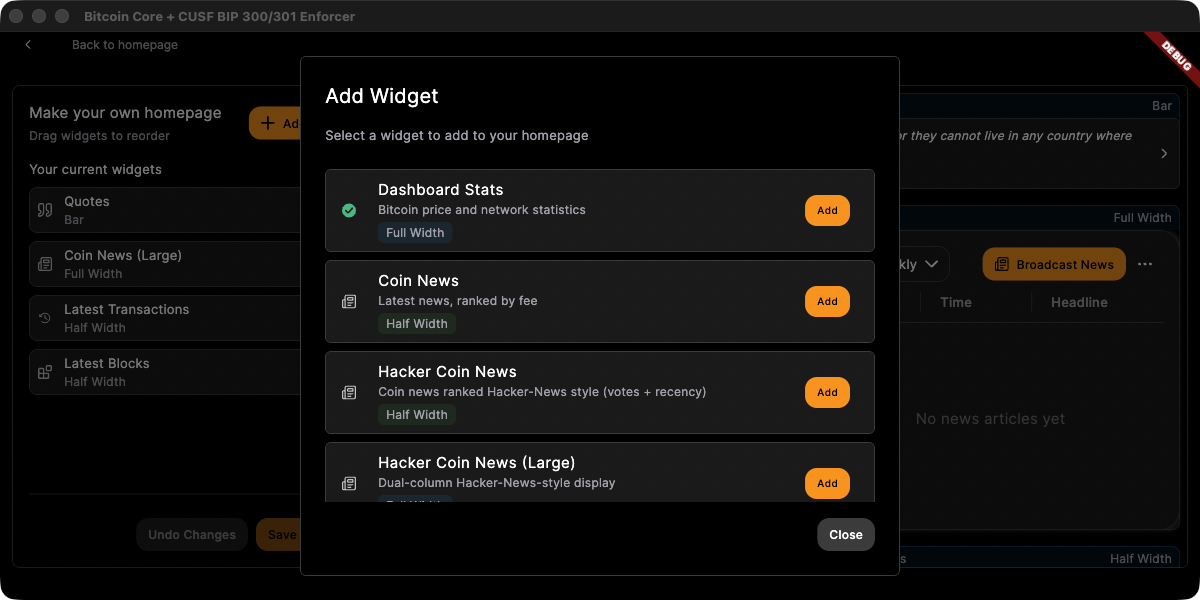 Bitcoin Core + CUSF BIP 300/301 Enforcer
Back to homepage
DEBUG
Make your own homepage
Drag widgets to reorder
Your current widgets
Quotes
Bar
Coin News (Large)
Full Width
Latest Transactions
Half Width
Latest Blocks
Half Width
Undo Changes
Save
Add Widget
Select a widget to add to your homepage
Dashboard Stats
Bitcoin price and network statistics
Full Width
Add
Coin News
Latest news, ranked by fee
Half Width
Add
Hacker Coin News
Coin news ranked Hacker-News style (votes + recency)
Half Width
Add
Hacker Coin News (Large)
Dual-column Hacker-News-style display
Add
Close
Bar
they cannot live in any country where
Full Width
Broadcast News
Time
Headline
No news articles yet
Half Width